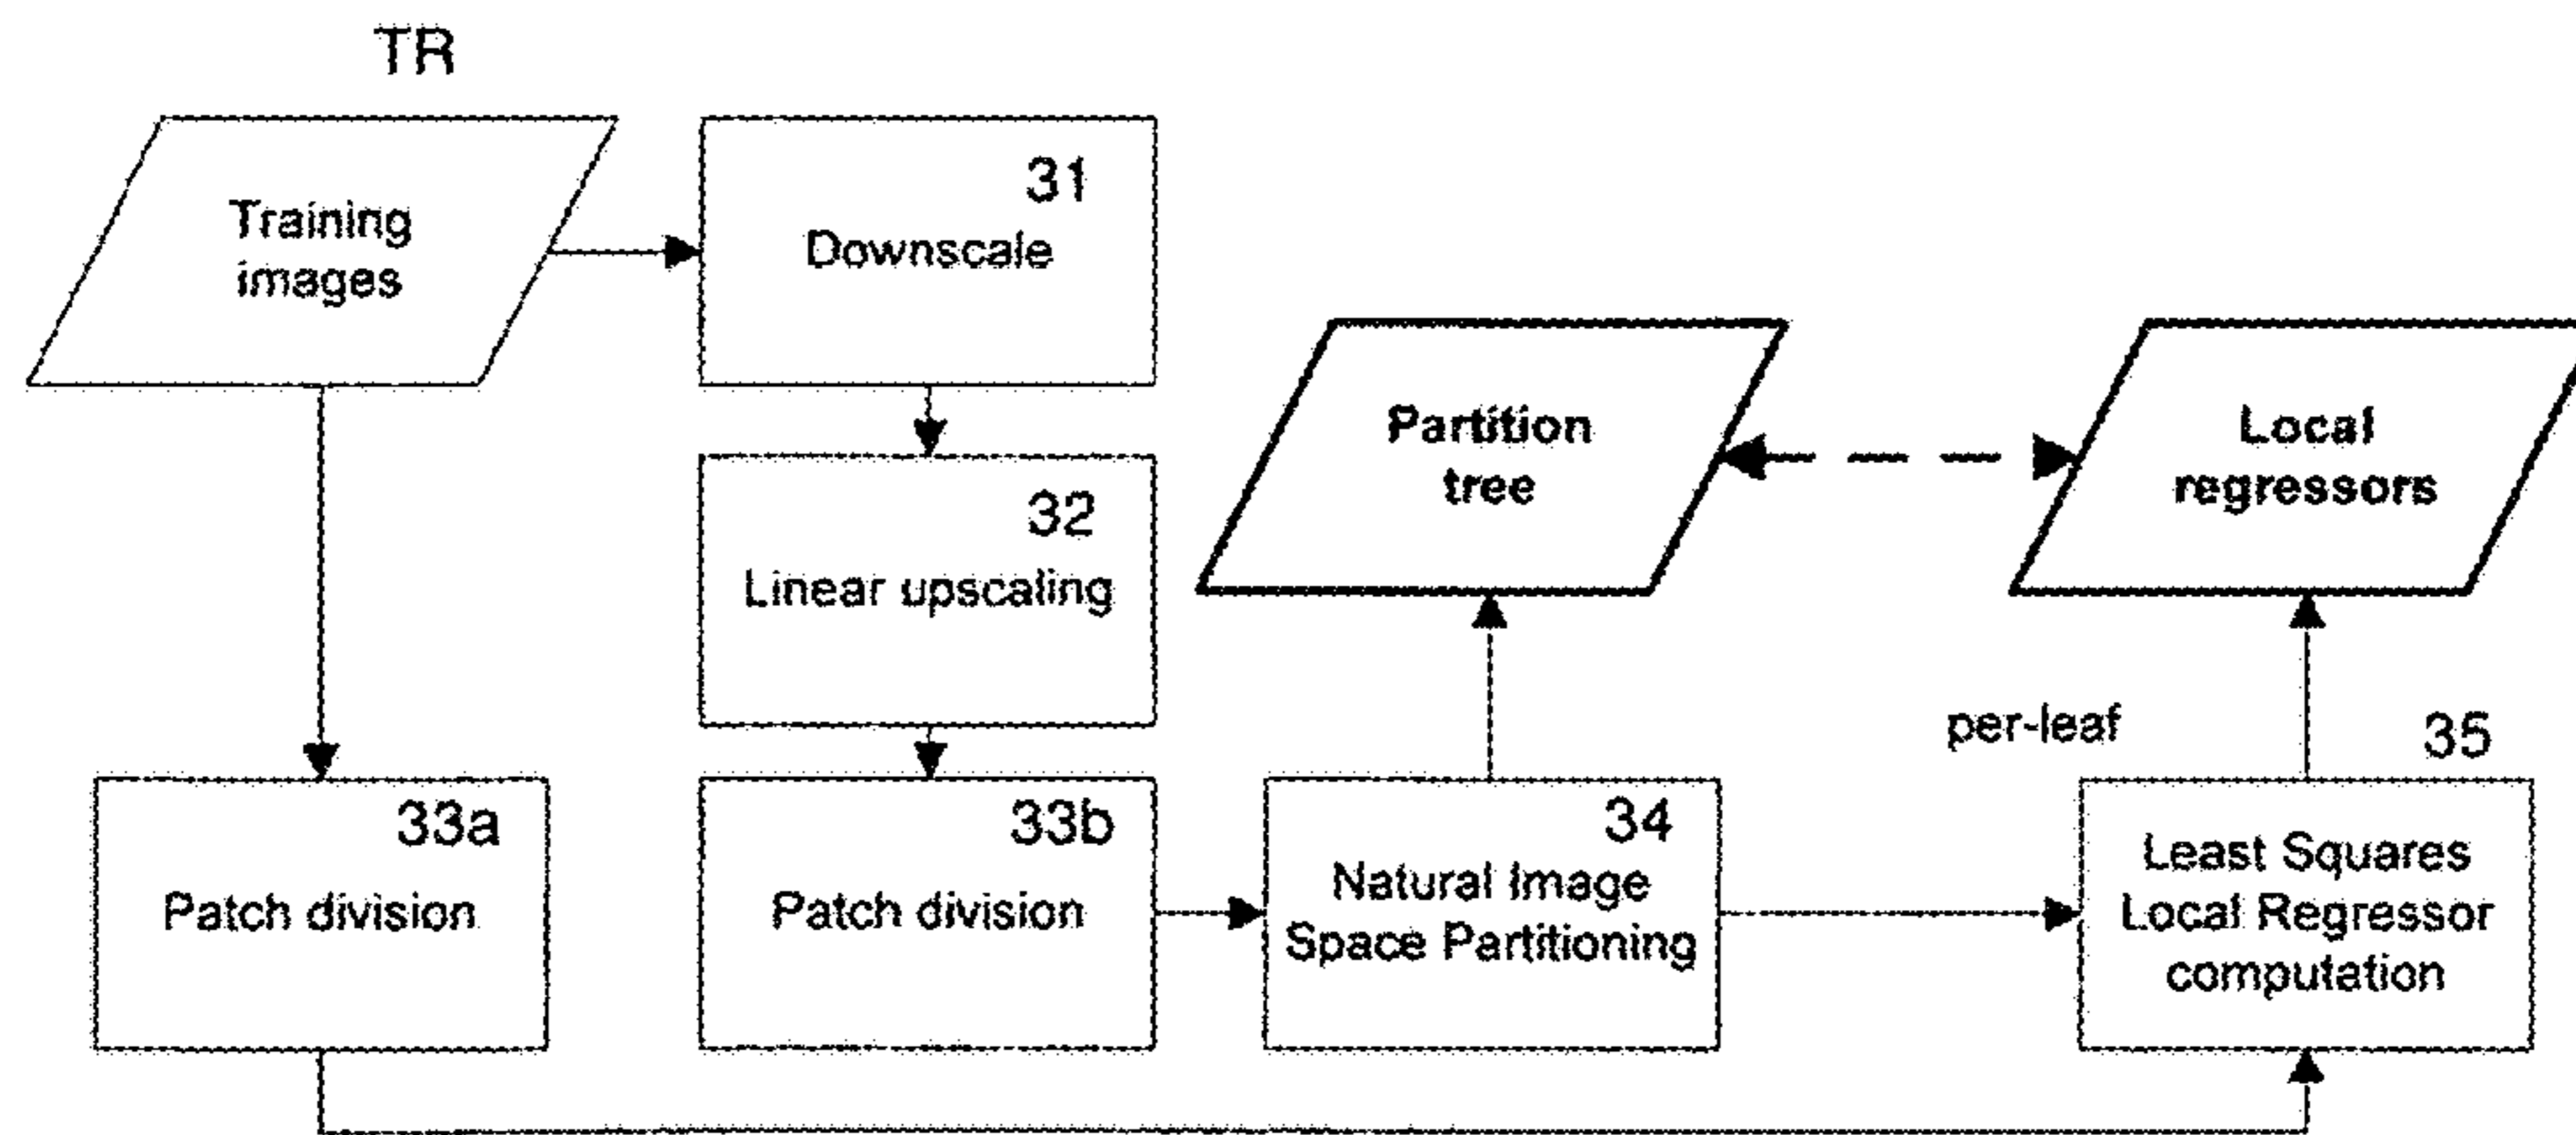 TR
Training
images
31
Downscale
Partition
tree
Local
regressors
32
Linear upscaling
per-leaf
35
33a
Patch division
33b
Patch division
34
Natural Image
Space Partitioning
Least Squares
Local Regressor
computation